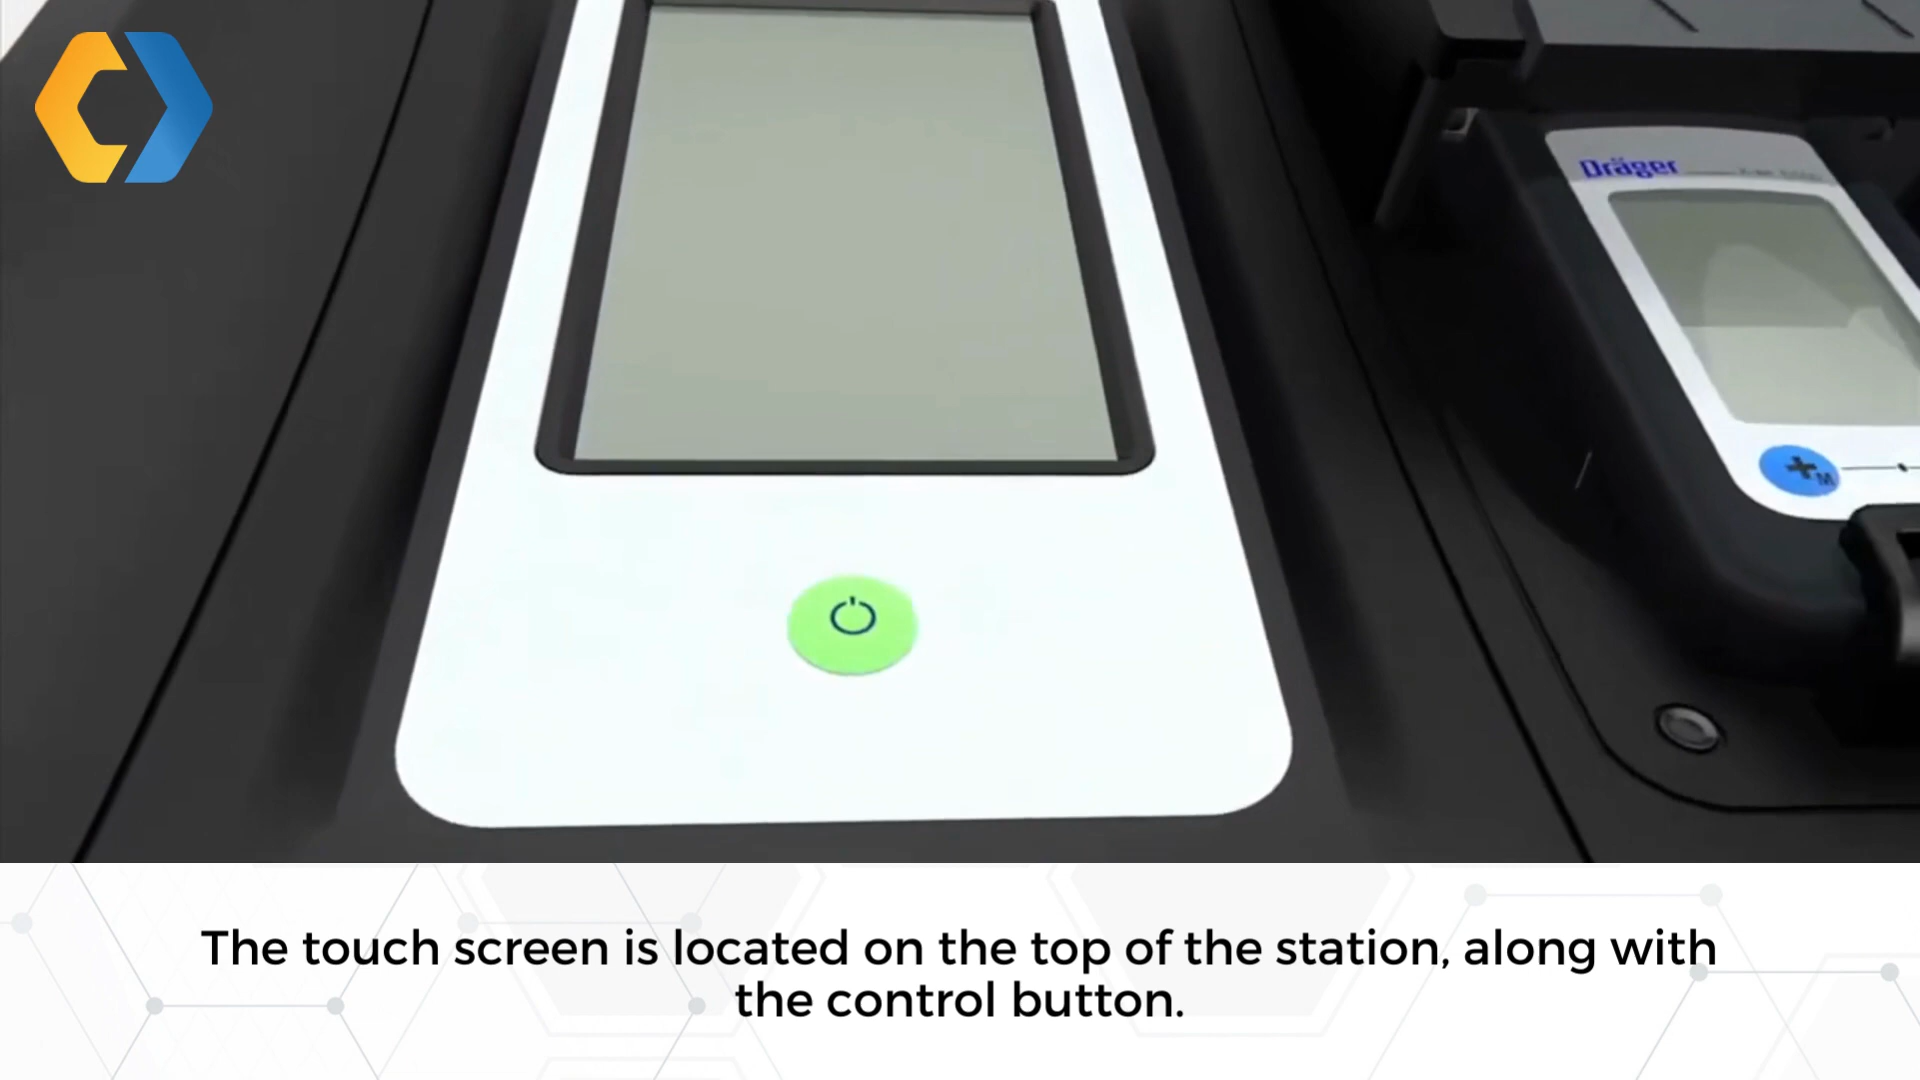 Dräger
M
The touch screen is located on the top of the station, along with
the control button.